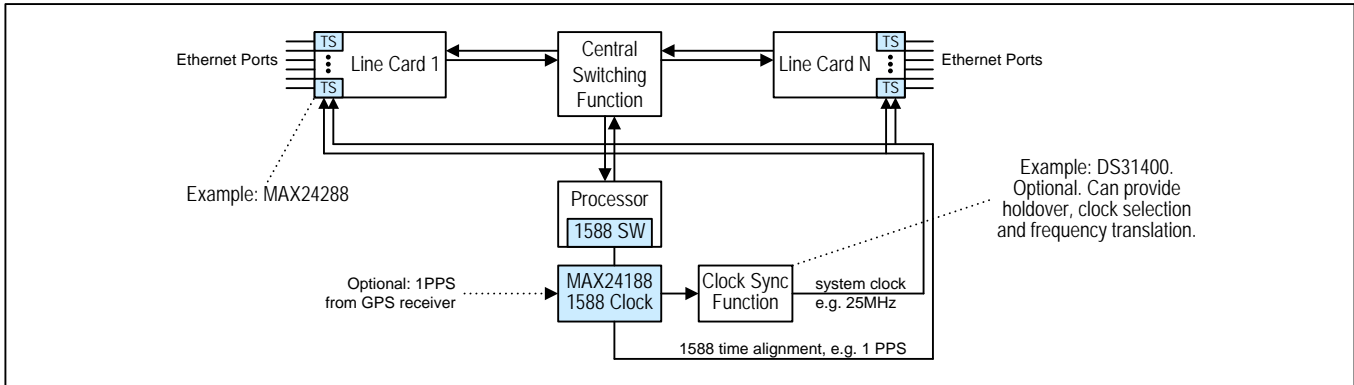 Ethernet Ports
TS
TS
Line Card 1
Central
Switching
Function
Line Card N
TS
TS
Ethernet Ports
Example: MAX24288
Processor
1588 SW
Example: DS31400.
Optional. Can provide
holdover, clock selection
and frequency translation.
Optional: 1PPS
from GPS receiver
MAX24188
1588 Clock
Clock Sync
Function
system clock
e.g. 25MHz
1588 time alignment, e.g. 1 PPS